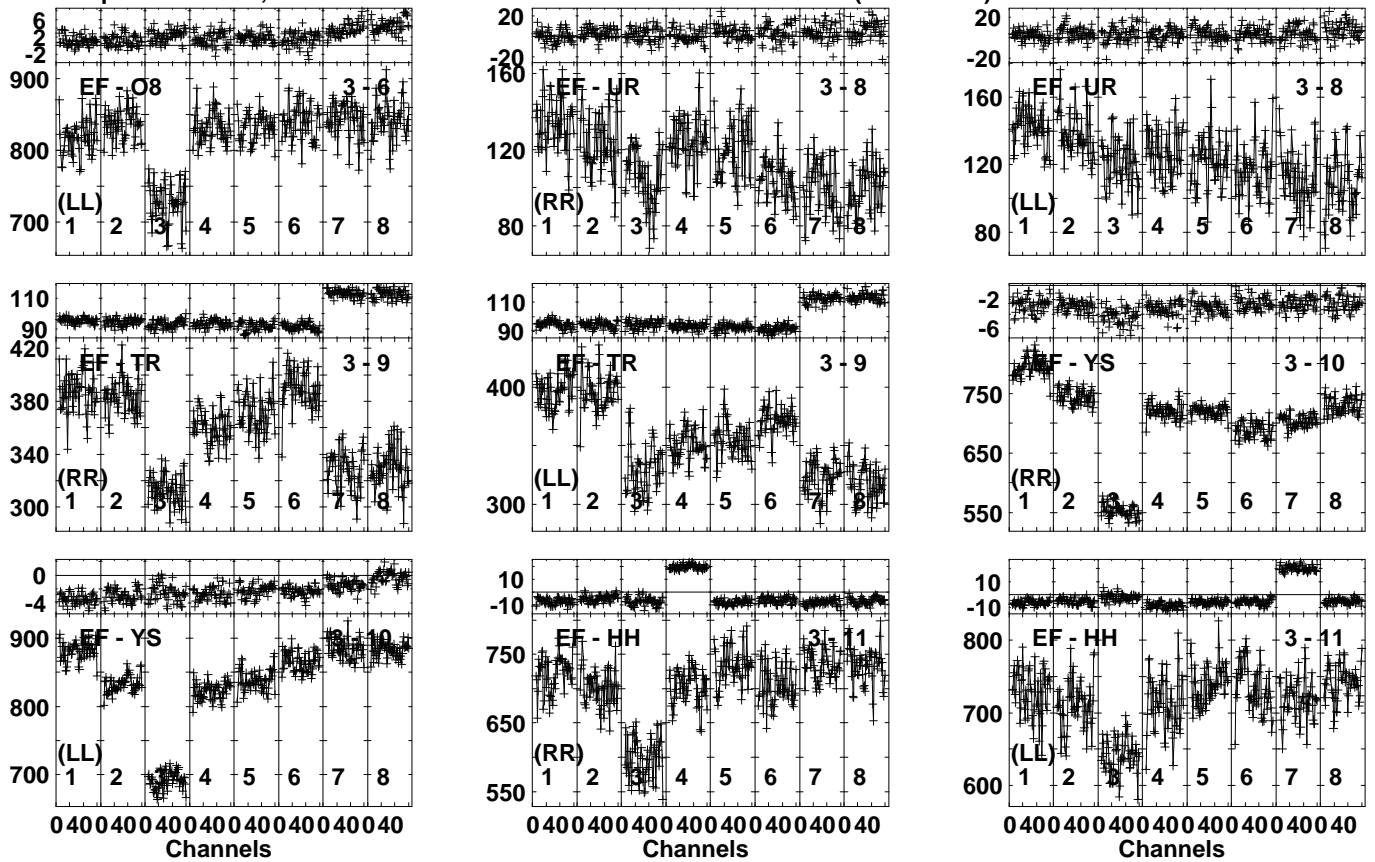 6 2 -2
900 800 700
EF - O8 3 - 6
(LL)
1 2 3 4 5 6 7 8
20 0 -20
160 120 80
EF - UR 3 - 8
(RR)
1 2 3 4 5 6 7 8
20 0 -20
160 120 80
EF - UR 3 - 8
(LL)
1 2 3 4 5 6 7 8
110 90
420 380 340 300
EF - TR 3 - 9
(RR)
1 2 3 4 5 6 7 8
110 90
400 300
EF - TR 3 - 9
(LL)
1 2 3 4 5 6 7 8
-2 -6
750 650 550
EF - YS 3 - 10
(RR)
1 2 3 4 5 6 7 8
0 -4
900 800 700
EF - YS 3 - 10
(LL)
1 2 3 4 5 6 7 8
0 40 0 40 0 40 0 40 0 40 0 40 0 40 0 40
Channels
10 -10
750 650 550
EF - HH 3 - 11
(RR)
1 2 3 4 5 6 7 8
0 40 0 40 0 40 0 40 0 40 0 40 0 40 0 40
Channels
10 -10
800 700 600
EF - HH 3 - 11
(LL)
1 2 3 4 5 6 7 8
0 40 0 40 0 40 0 40 0 40 0 40 0 40 0 40
Channels